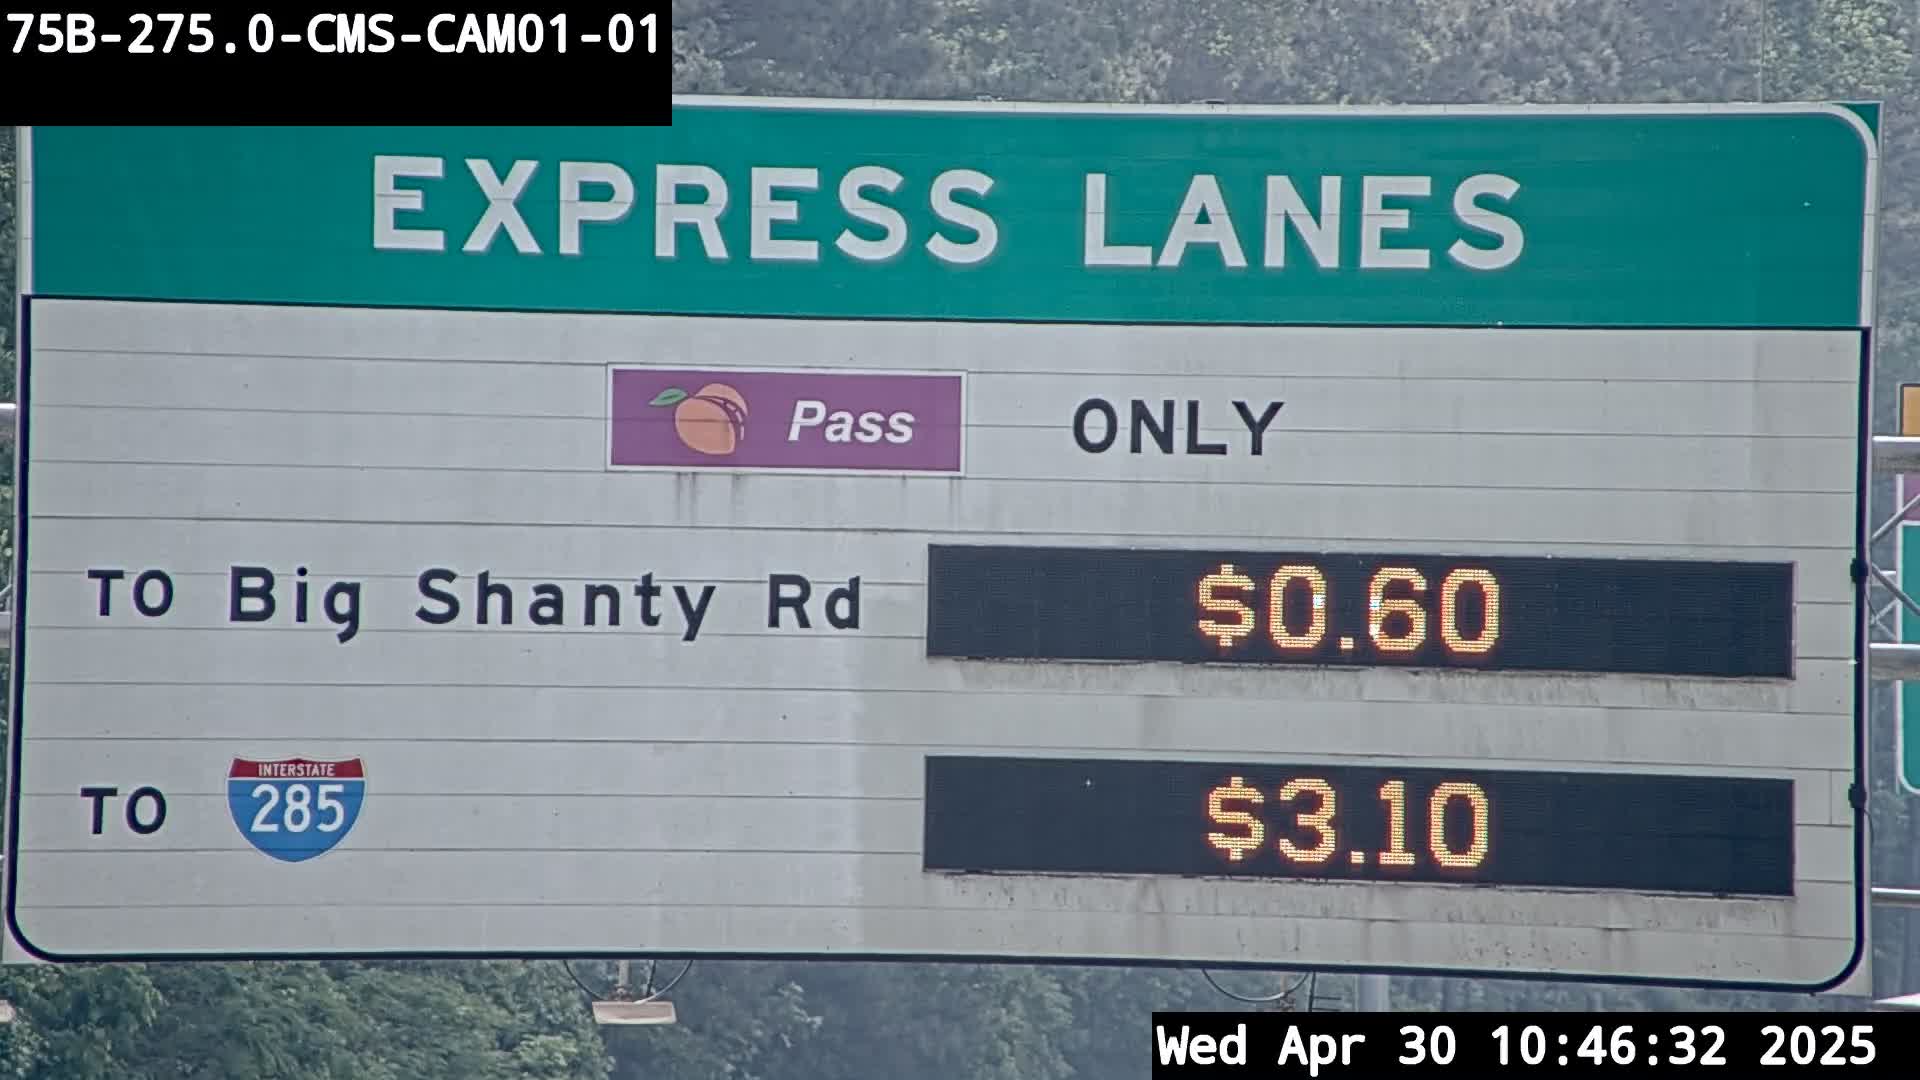 75B-275.0-CMS-CAM01-01
EXPRESS LANES
Pass ONLY
TO Big Shanty Rd $0.60
INTERSTATE
TO 285 $3.10
Wed Apr 30 10:46:32 2025